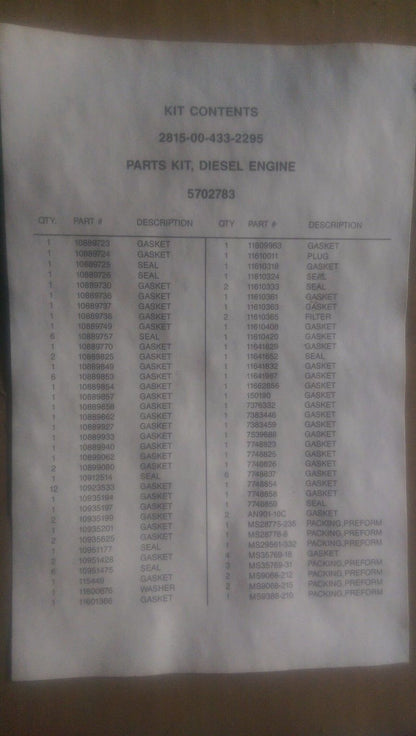 KIT CONTENTS
2815-00-433-2295
PARTS KIT, DIESEL ENGINE
5702783
QTY. PART # DESCRIPTION
1 10889723 GASKET
1 10889724 GASKET
1 10889725 SEAL
1 10889726 SEAL
1 10889730 GASKET
1 10889736 GASKET
1 10889737 GASKET
1 10889738 GASKET
1 10889749 GASKET
6 10889757 SEAL
1 10889770 GASKET
2 10889825 GASKET
1 10889849 GASKET
6 10889853 GASKET
1 10889854 GASKET
1 10889857 GASKET
1 10889858 GASKET
1 10889862 GASKET
1 10889927 GASKET
1 10889933 GASKET
1 10889940 GASKET
1 GASKET
2 GASKET
1 10912514 SEAL
12 10923533 GASKET
1 10935194 GASKET
1 10935197 GASKET
2 10935199 GASKET
1 10935201 GASKET
2 10935625 GASKET
1 10951177 SEAL
2 10951428 GASKET
6 10951475 SEAL
1 115449 GASKET
1 11600876 WASHER
1 11601366 GASKET
QTY PART # DESCRIPTION
1 11609963 GASKET
1 11610011 PLUG
1 11610318 GASKET
1 11610324 SEAL
2 11610333 SEAL
1 11610361 GASKET
1 11610363 GASKET
2 11610365 FILTER
1 11610408 GASKET
1 11610420 GASKET
1 11641629 GASKET
1 11641652 SEAL
1 11641832 GASKET
1 11641987 GASKET
1 11662856 GASKET
1 150190 GASKET
1 7376332 GASKET
1 7383446 GASKET
1 7383459 GASKET
1 7539688 GASKET
1 7748823 GASKET
1 7748825 GASKET
1 7748826 GASKET
6 7748837 GASKET
1 7748854 GASKET
1 7748858 GASKET
1 7748859 SEAL
2 AN901-16C GASKET
1 MS28775-235 PACKING,PREFORM
1 MS28778-8 PACKING,PREFORM
1 MS29561-332 PACKING,PREFORM
4 MS35769-18 GASKET
3 MS35769-31 PACKING,PREFORM
2 MS9068-212 PACKING,PREFORM
2 MS9068-215 PACKING,PREFORM
1 MS9388-210 PACKING,PREFORM